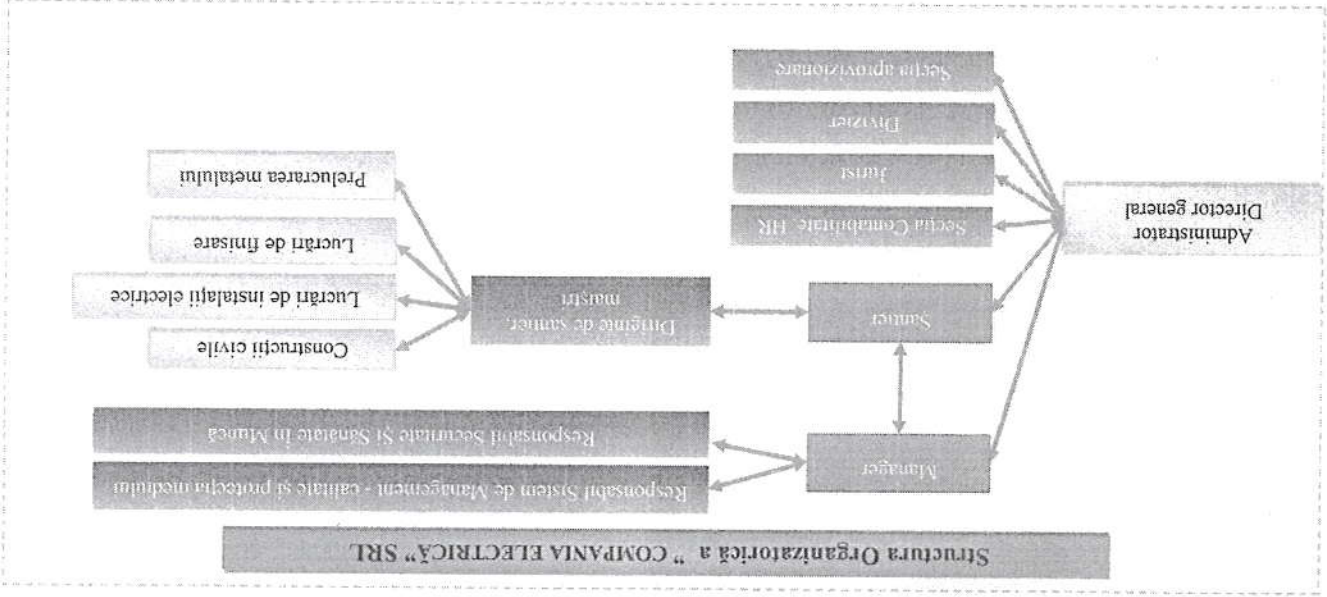 Structura Organizatorică a ” COMPANIA ELECTRICĂ” SRL
Responsabil Sistem de Management - calitate și protecția mediului
Manager
Responsabil Securitate Și Sănătate în Muncă
Administrator
Director general
Șantier
Diriginte de șantier,
maiștri
Construcții civile
Lucrări de instalații electrice
Lucrări de finisare
Prelucrarea metalului
Secția Contabilitate HR
Jurist
Divizier
Secția aprovizionare